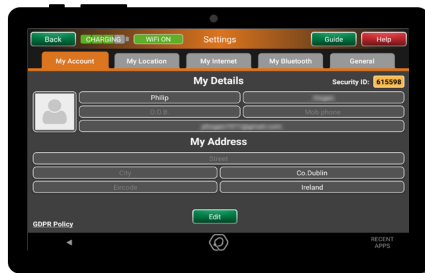 Back CHARGING WIFI ON Settings Guide Help
My Account My Location My Internet My Bluetooth General
My Details Security ID: 615598
Philip
D.O.B Mob phone
My Address
Street
City Co.Dublin
Eircode Ireland
GDPR Policy Edit
RECENT
APPS